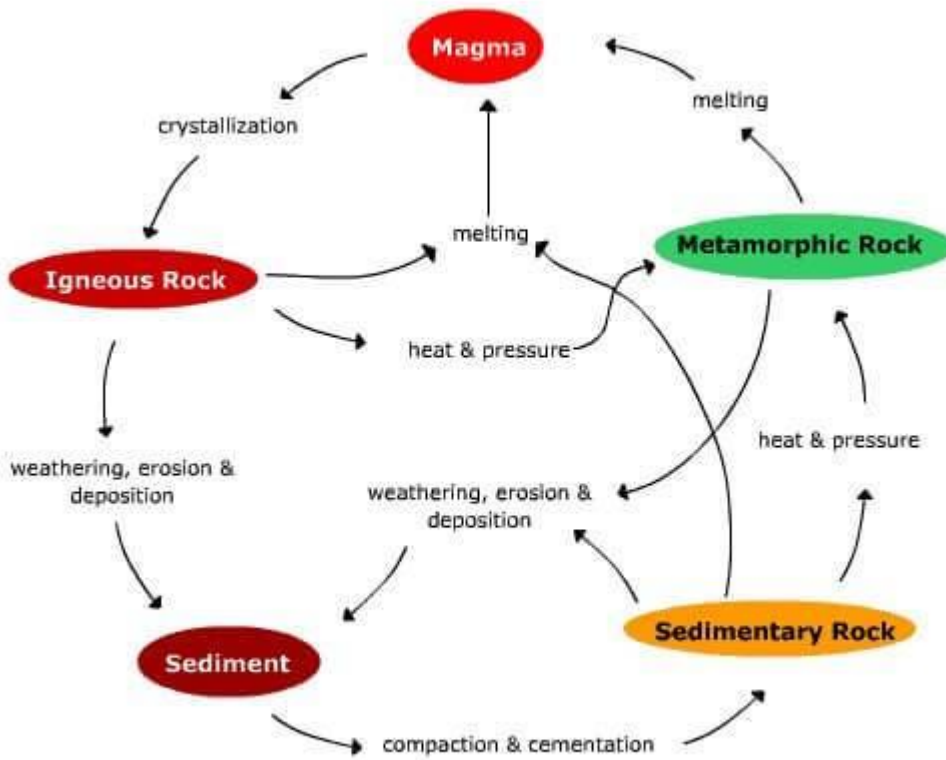 Magma
melting
crystallization
melting
Metamorphic Rock
Igneous Rock
heat & pressure
heat & pressure
weathering, erosion &
deposition
weathering, erosion &
deposition
Sedimentary Rock
Sediment
compaction & cementation